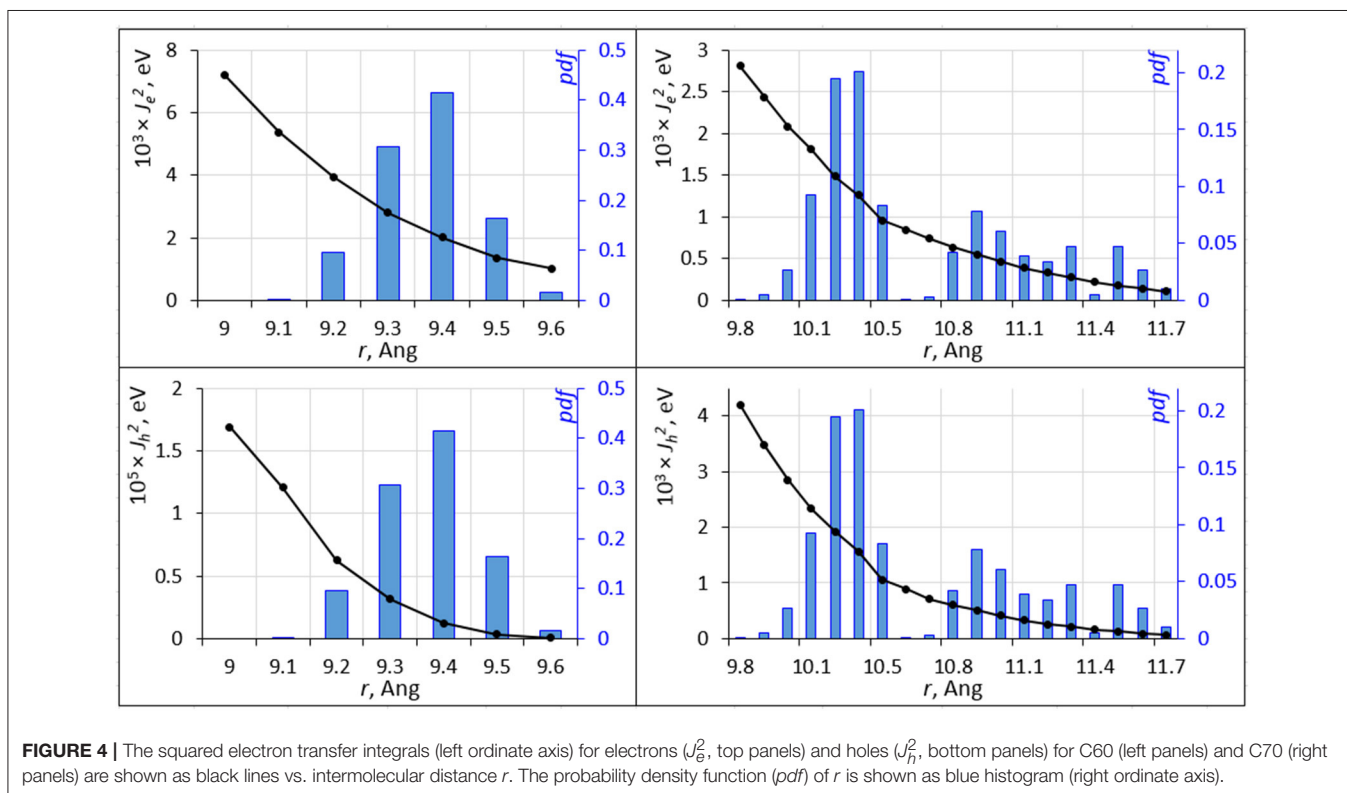 8
6
4
2
0
10³ × Jₑ², eV
0.5
0.4
0.3
0.2
0.1
0
pdf
9 9.1 9.2 9.3 9.4 9.5 9.6
r, Ang
3
2.5
2
1.5
1
0.5
0
10³ × Jₑ², eV
0.2
0.15
0.1
0.05
0
pdf
9.8 10.1 10.5 10.8 11.1 11.4 11.7
r, Ang
2
1.5
1
0.5
0
10⁵ × Jₕ², eV
0.5
0.4
0.3
0.2
0.1
0
pdf
9 9.1 9.2 9.3 9.4 9.5 9.6
r, Ang
4
3
2
1
0
10³ × Jₕ², eV
0.2
0.15
0.1
0.05
0
pdf
9.8 10.1 10.5 10.8 11.1 11.4 11.7
r, Ang
FIGURE 4 | The squared electron transfer integrals (left ordinate axis) for electrons (Jₑ², top panels) and holes (Jₕ², bottom panels) for C60 (left panels) and C70 (right
panels) are shown as black lines vs. intermolecular distance r. The probability density function (pdf) of r is shown as blue histogram (right ordinate axis).